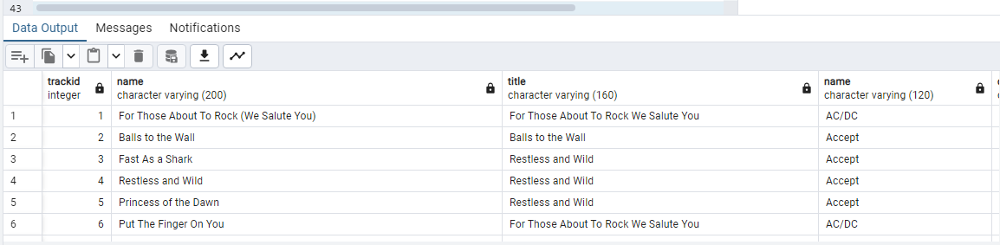 43
Data Output Messages Notifications
trackid name title name
integer character varying (200) character varying (160) character varying (120)
1 1 For Those About To Rock (We Salute You) For Those About To Rock We Salute You AC/DC
2 2 Balls to the Wall Balls to the Wall Accept
3 3 Fast As a Shark Restless and Wild Accept
4 4 Restless and Wild Restless and Wild Accept
5 5 Princess of the Dawn Restless and Wild Accept
6 6 Put The Finger On You For Those About To Rock We Salute You AC/DC